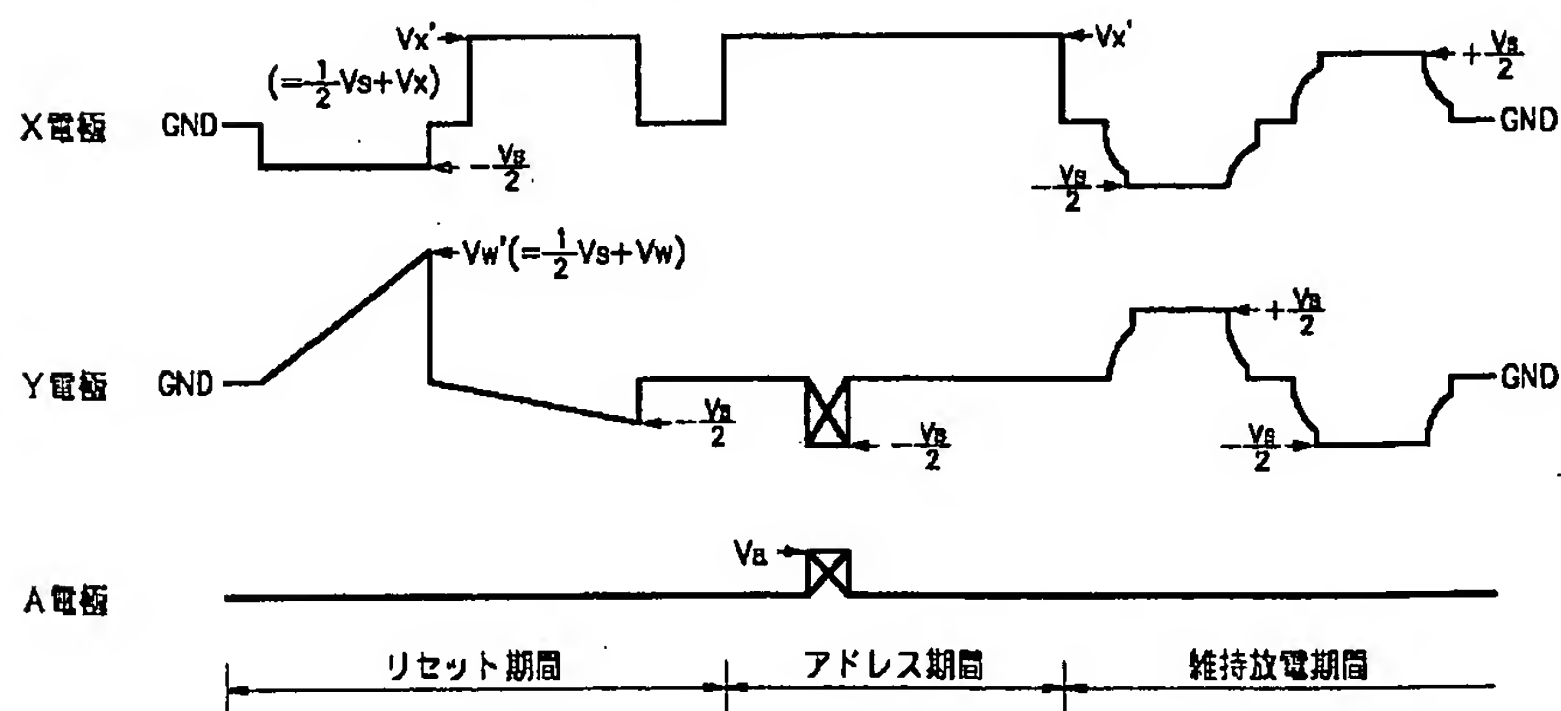 Vx'
Vx'
(=1/2Vs+Vx)
+Vs/2
X電極
GND
GND
-Vs/2
-Vs/2
Vw'(=1/2Vs+Vw)
+Vs/2
Y電極
GND
GND
-Vs/2
-Vs/2
-Vs/2
Va
A電極
リセット期間
アドレス期間
維持放電期間